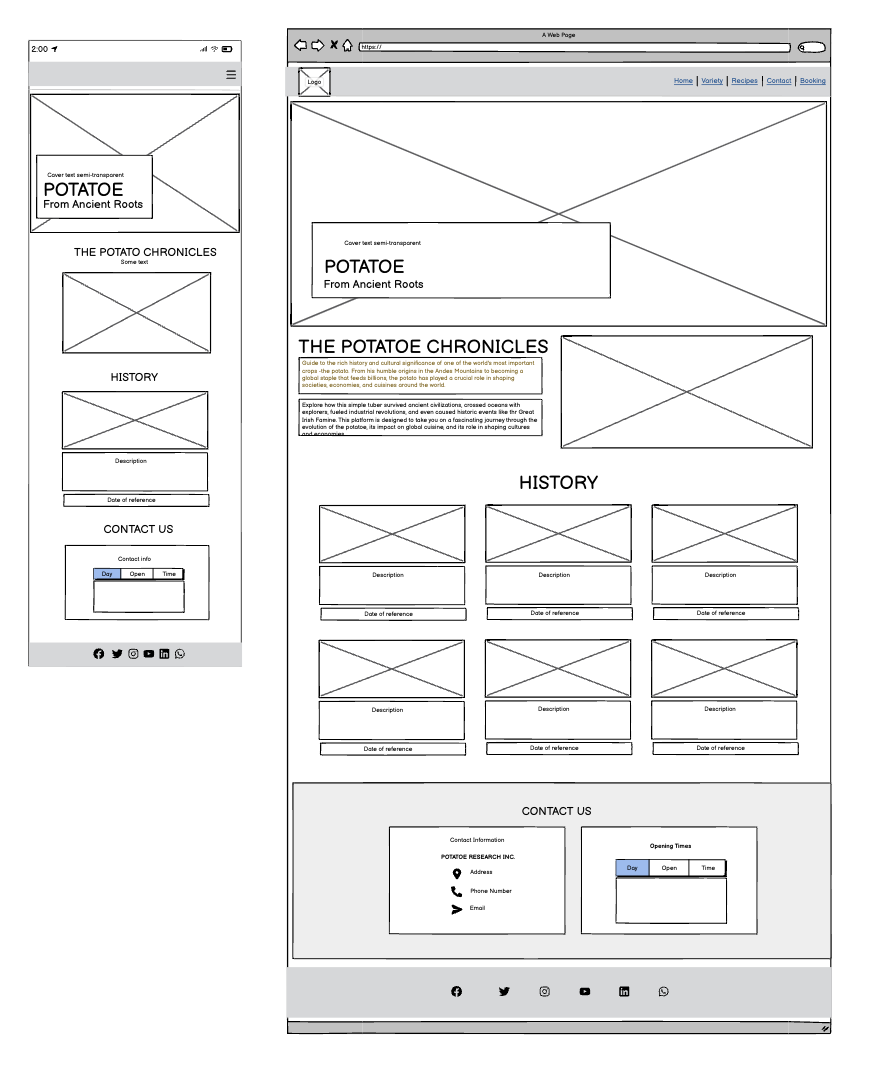 2:00
Cover text semi-transparent
POTATOE
From Ancient Roots
THE POTATO CHRONICLES
Some text
HISTORY
Description
Date of reference
CONTACT US
Contact info
Day Open Time
A Web Page
https://
Logo
Home | Variety | Recipes | Contact | Booking
Cover text semi-transparent
POTATOE
From Ancient Roots
THE POTATOE CHRONICLES
Guide to the rich history and cultural significance of one of the world's most important
crops -the potato. From his humble origins in the Andes Mountains to becoming a
global staple that feeds billions, the potato has played a crucial role in shaping
societies, economies, and cuisines around the world.
Explore how this simple tuber survived ancient civilizations, crossed oceans with
explorers, fueled industrial revolutions, and even caused historic events like thr Great
Irish Famine. This platform is designed to take you on a fascinating journey through the
evolution of the potatoe, its impact on global cuisine, and its role in shaping cultures
and economies.
HISTORY
Description Description Description
Date of reference Date of reference Date of reference
Description Description Description
Date of reference Date of reference Date of reference
CONTACT US
Contact Information
POTATOE RESEARCH INC.
Address
Phone Number
Email
Opening Times
Day Open Time